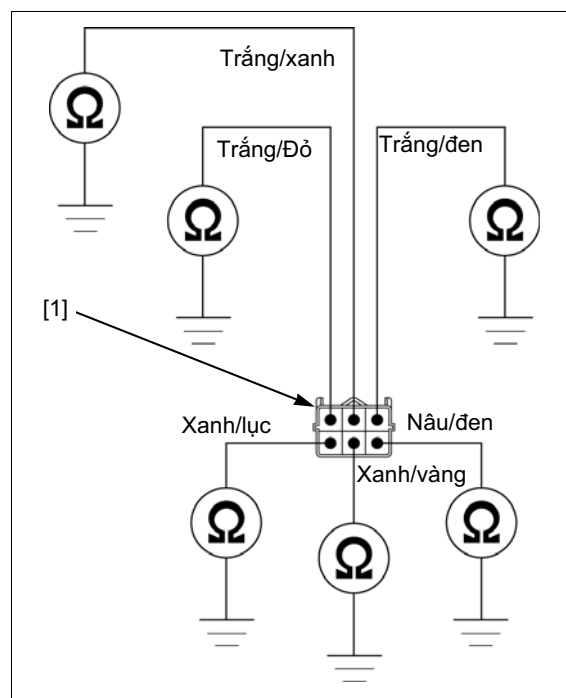 Trắng/xanh
Trắng/Đỏ
Trắng/đen
[1]
Xanh/lục
Nâu/đen
Xanh/vàng
Ω
Ω
Ω
Ω
Ω
Ω